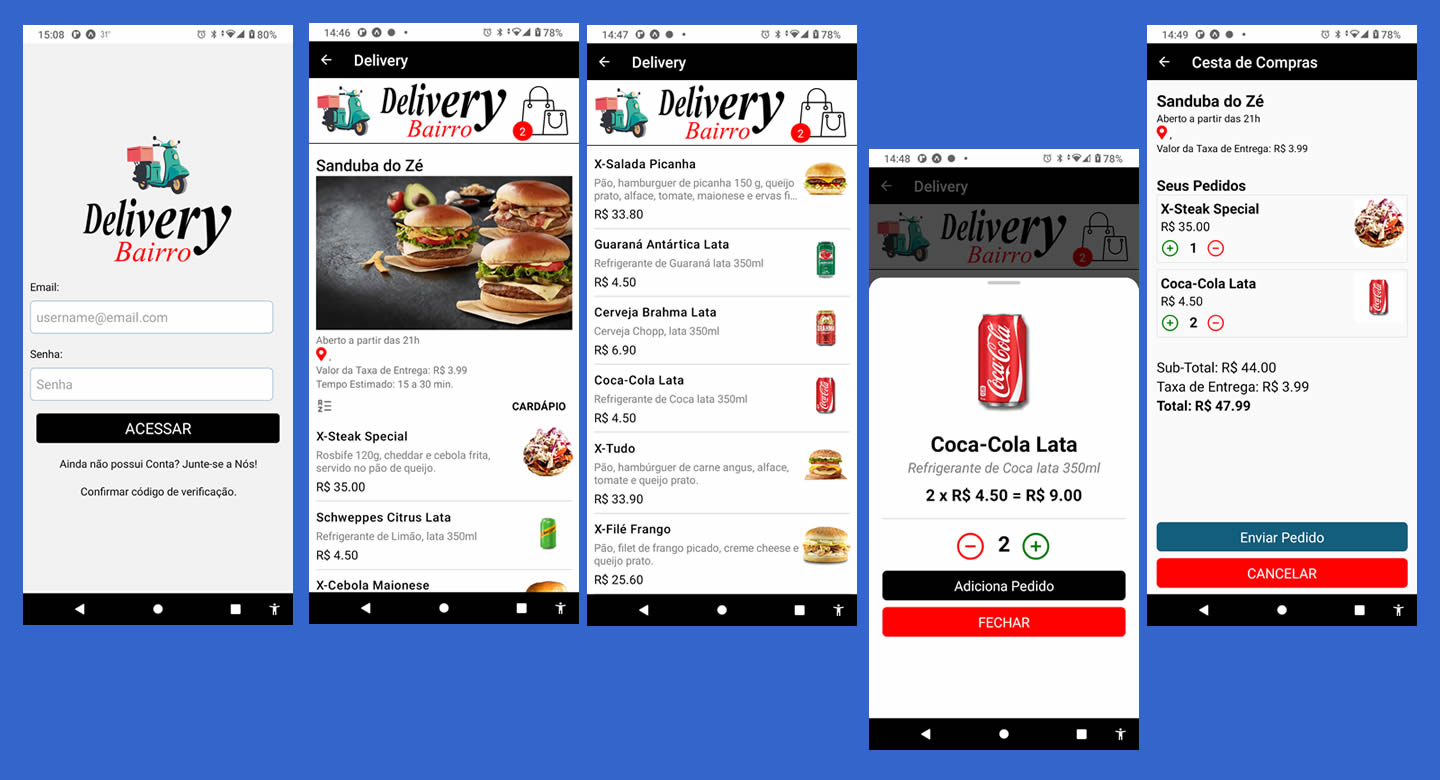 15:08
31°
80%
Delivery
Bairro
Email:
username@email.com
Senha:
Senha
ACESSAR
Ainda não possui Conta? Junte-se a Nós!
Confirmar código de verificação.
14:46
78%
Delivery
Delivery
Bairro
2
Sanduba do Zé
Aberto a partir das 21h
,
Valor da Taxa de Entrega: R$ 3.99
Tempo Estimado: 15 a 30 min.
CARDÁPIO
X-Steak Special
Rosbife 120g, cheddar e cebola frita,
servido no pão de queijo.
R$ 35.00
Schweppes Citrus Lata
Refrigerante de Limão, lata 350ml
R$ 4.50
X-Cebola Maionese
14:47
78%
Delivery
Delivery
Bairro
2
X-Salada Picanha
Pão, hamburguer de picanha 150 g, queijo
prato, alface, tomate, maionese e ervas fi...
R$ 33.80
Guaraná Antártica Lata
Refrigerante de Guaraná lata 350ml
R$ 4.50
Cerveja Brahma Lata
Cerveja Chopp, lata 350ml
R$ 6.90
Coca-Cola Lata
Refrigerante de Coca lata 350ml
R$ 4.50
X-Tudo
Pão, hambúrguer de carne angus, alface,
tomate e queijo prato.
R$ 33.90
X-Filé Frango
Pão, filet de frango picado, creme cheese e
queijo prato.
R$ 25.60
14:48
78%
Delivery
Delivery
Bairro
2
Coca-Cola
Coca-Cola Lata
Refrigerante de Coca lata 350ml
2 x R$ 4.50 = R$ 9.00
2
Adiciona Pedido
FECHAR
14:49
78%
Cesta de Compras
Sanduba do Zé
Aberto a partir das 21h
,
Valor da Taxa de Entrega: R$ 3.99
Seus Pedidos
X-Steak Special
R$ 35.00
1
Coca-Cola Lata
R$ 4.50
2
Sub-Total: R$ 44.00
Taxa de Entrega: R$ 3.99
Total: R$ 47.99
Enviar Pedido
CANCELAR